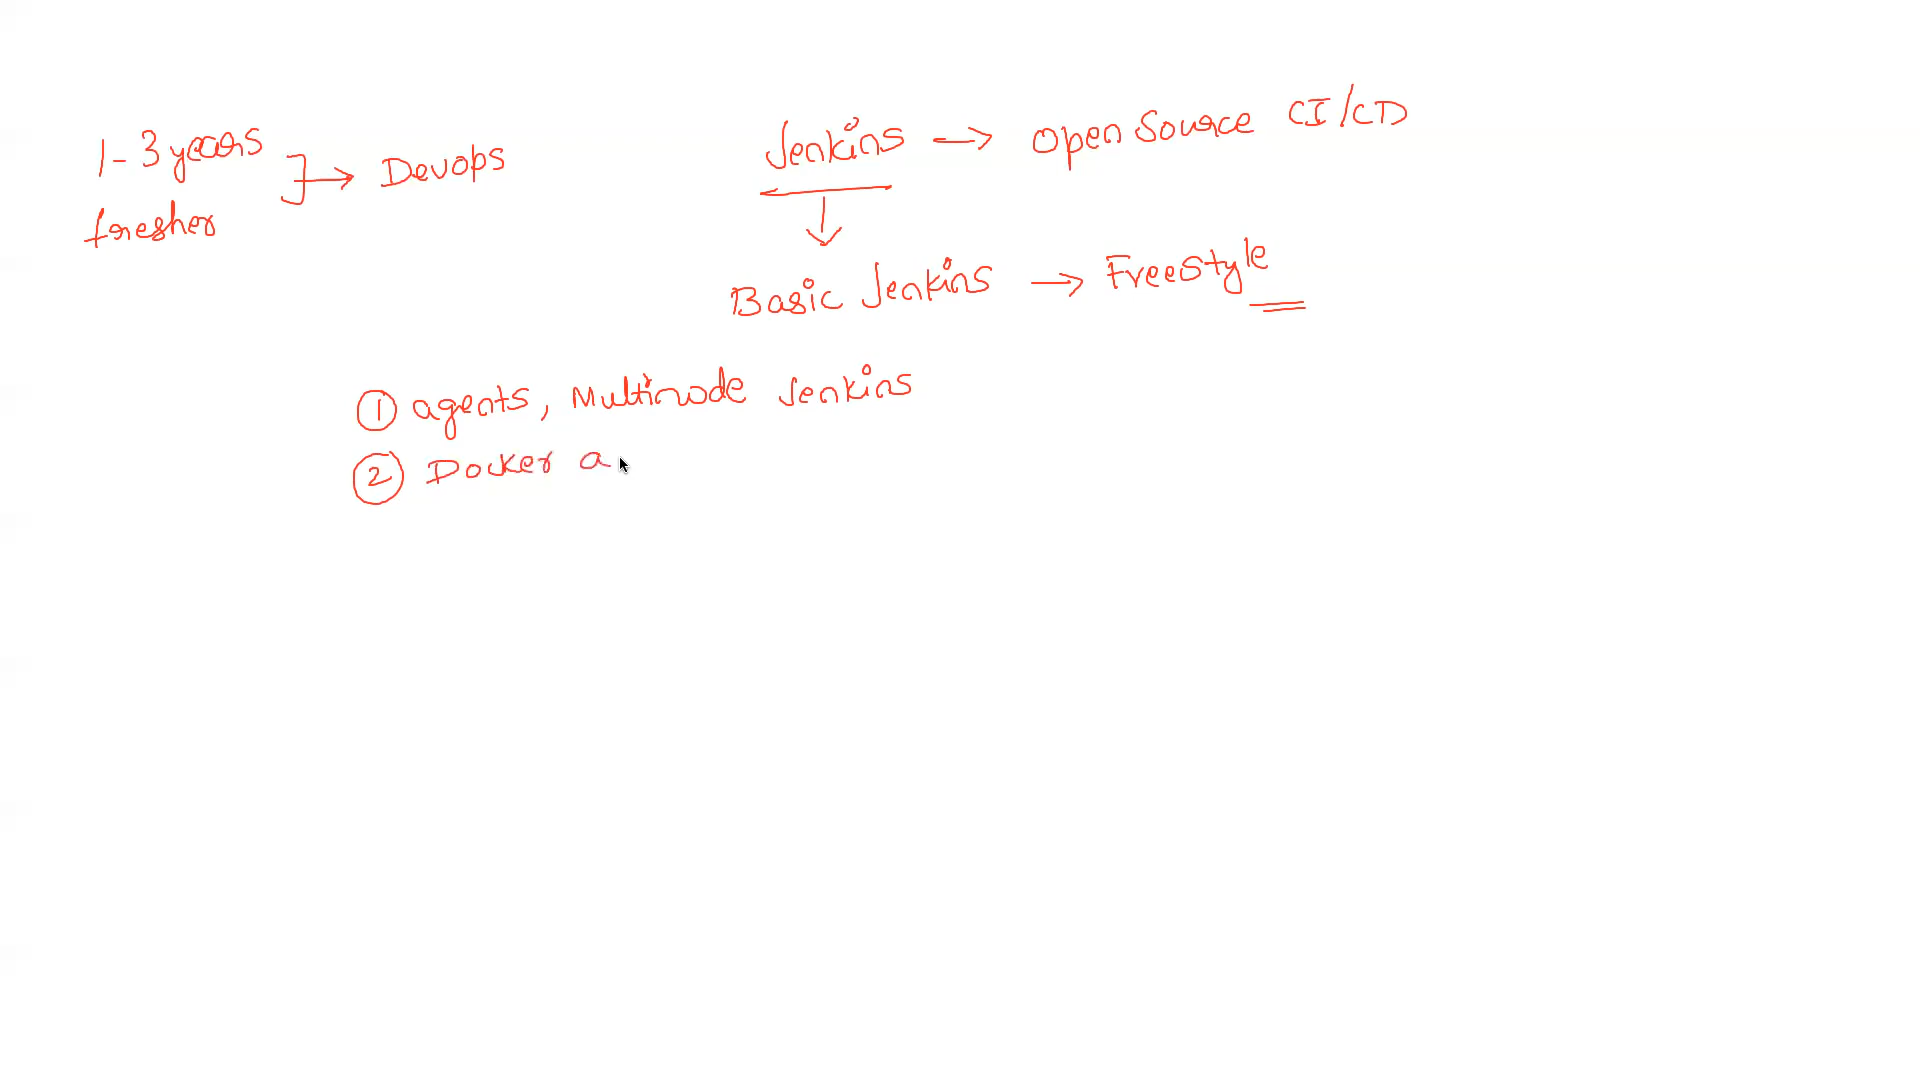 1-3 years
fresher
→ Devops
Jenkins → Open Source CI/CD
Basic Jenkins → Freestyle
① agents, Multinode Jenkins
② Docker a